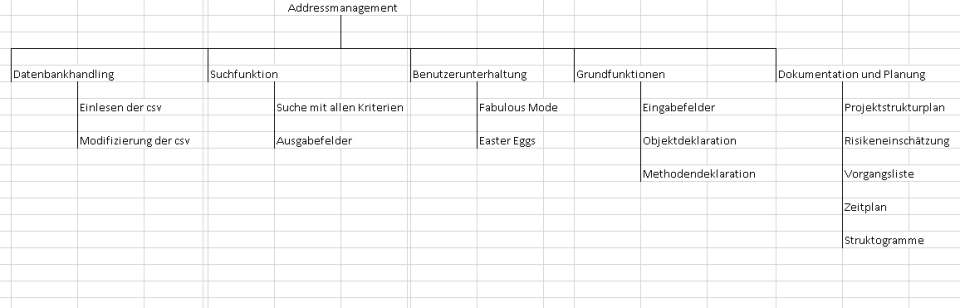 Addressmanagement
Datenbankhandling
Suchfunktion
Benutzerunterhaltung
Grundfunktionen
Dokumentation und Planung
Einlesen der csv
Suche mit allen Kriterien
Fabulous Mode
Eingabefelder
Projektstrukturplan
Modifizierung der csv
Ausgabefelder
Easter Eggs
Objektdeklaration
Risikeneinschätzung
Methodendeklaration
Vorgangsliste
Zeitplan
Struktogramme